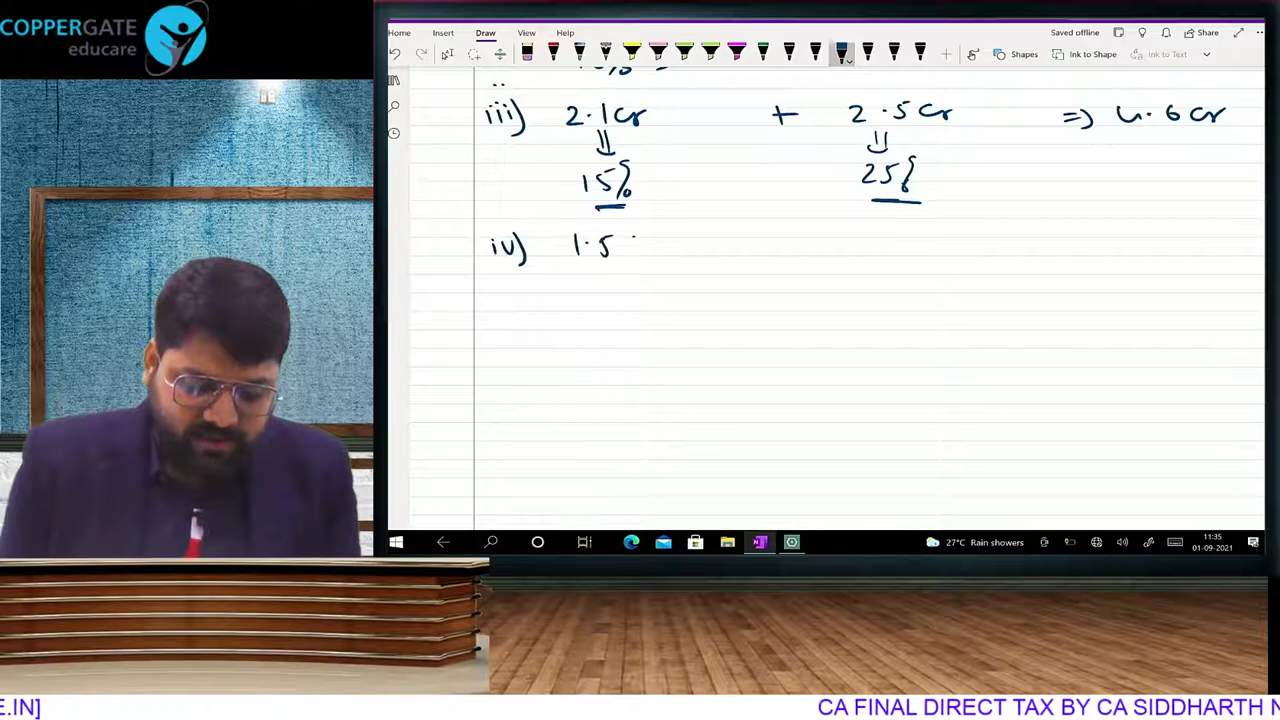 COPPERGATE
educare
Home Insert Draw View Help
Saved offline
Share
Shapes
Ink to Shape
Ink to Text
iii) 2.1Cr + 2.5Cr => 4.6Cr
15% 25%
iv) 1.5
27°C Rain showers
11:35
01-09-2021
E.IN]
CA FINAL DIRECT TAX BY CA SIDDHARTH N